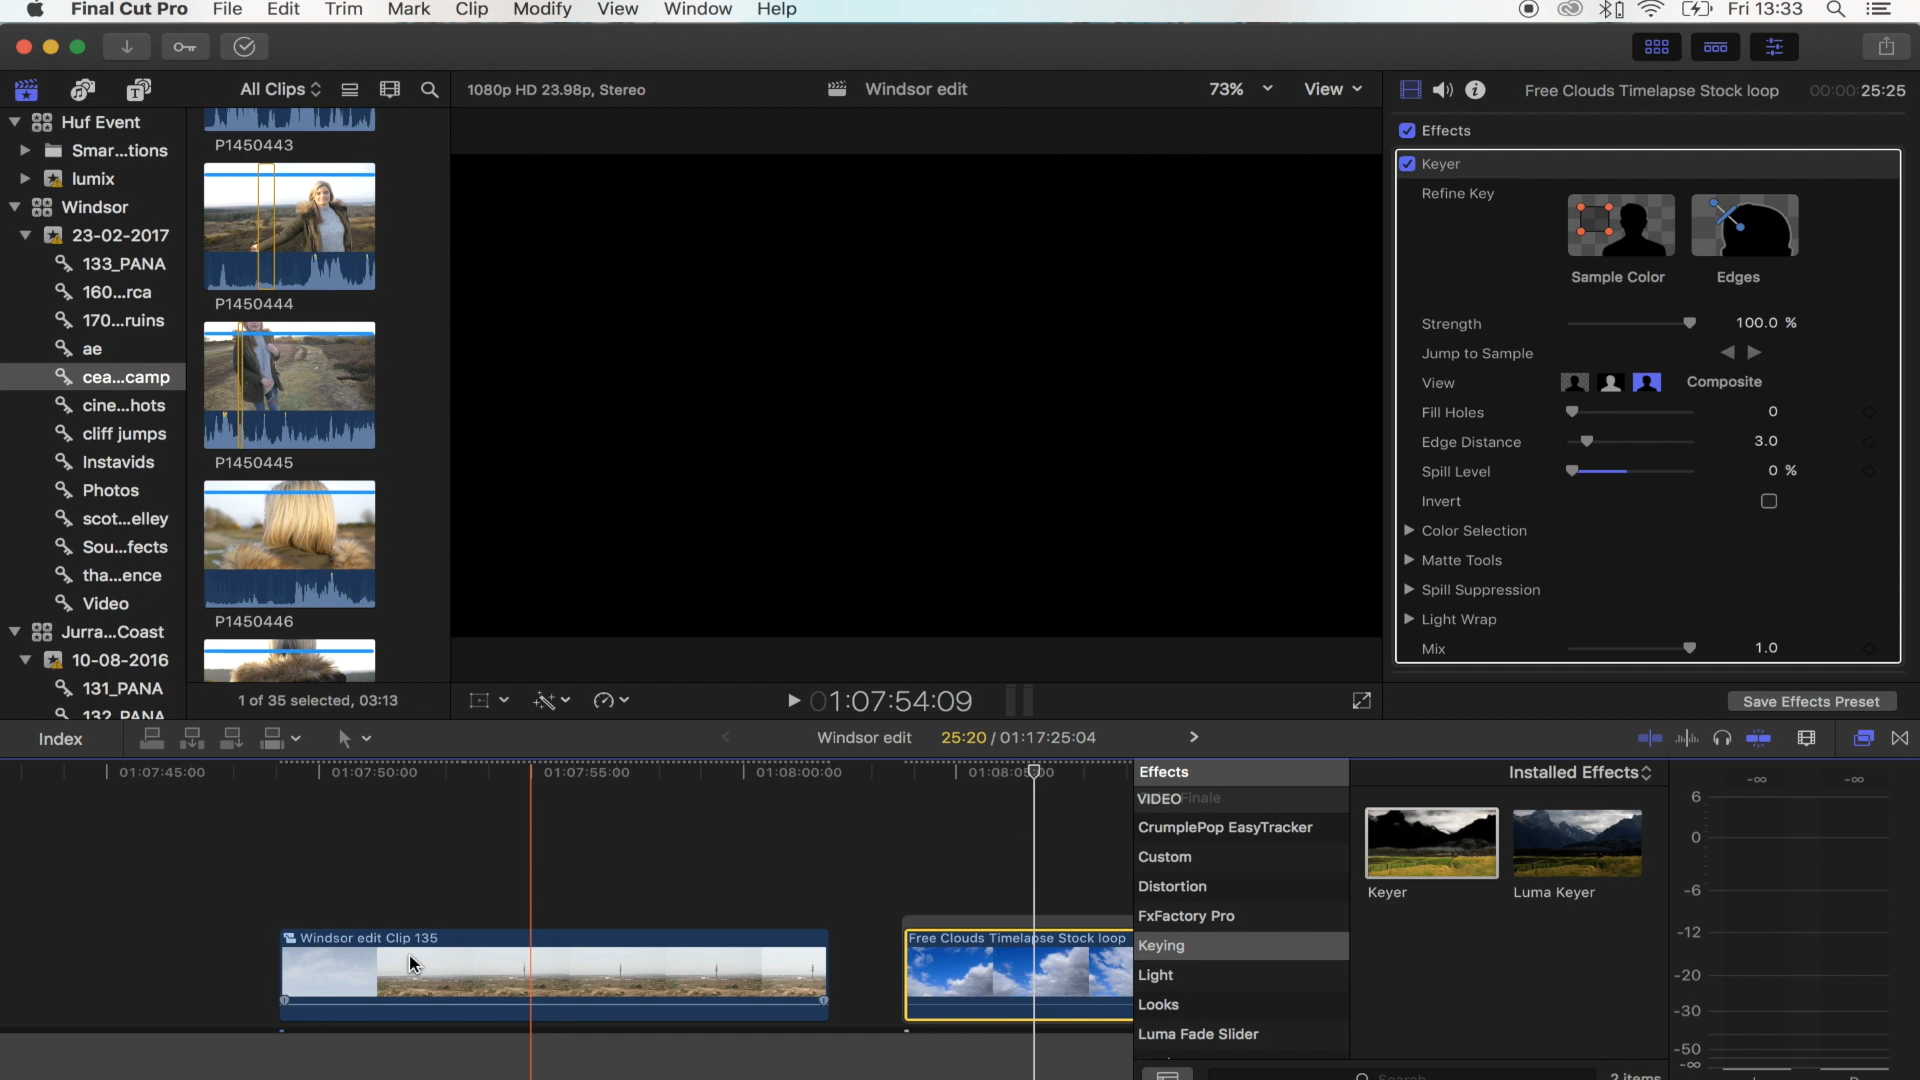 Final Cut Pro File Edit Trim Mark Clip Modify View Window Help Fri 13:33
All Clips
1080p HD 23.98p, Stereo
Windsor edit
73% View
Free Clouds Timelapse Stock loop 00:00:25:25
Huf Event
Smar...tions
lumix
Windsor
23-02-2017
133_PANA
160...rca
170...ruins
ae
cea...camp
cine...hots
cliff jumps
Instavids
Photos
scot...elley
Sou...fects
tha...ence
Video
Jurra...Coast
10-08-2016
131_PANA
132_PANA
P1450443
P1450444
P1450445
P1450446
1 of 35 selected, 03:13
01:07:54:09
Effects
Keyer
Refine Key
Sample Color Edges
Strength 100.0 %
Jump to Sample
View Composite
Fill Holes 0
Edge Distance 3.0
Spill Level 0 %
Invert
Color Selection
Matte Tools
Spill Suppression
Light Wrap
Mix 1.0
Save Effects Preset
Index
Windsor edit 25:20 / 01:17:25:04
01:07:45:00 01:07:50:00 01:07:55:00 01:08:00:00 01:08:05:00
Windsor edit Clip 135
Free Clouds Timelapse Stock loop
Effects
VIDEO Finale
CrumplePop EasyTracker
Custom
Distortion
FxFactory Pro
Keying
Light
Looks
Luma Fade Slider
Installed Effects
Keyer
Luma Keyer
Search
2 items
-∞ -∞
6
0
-6
-12
-20
-30
-50
-∞